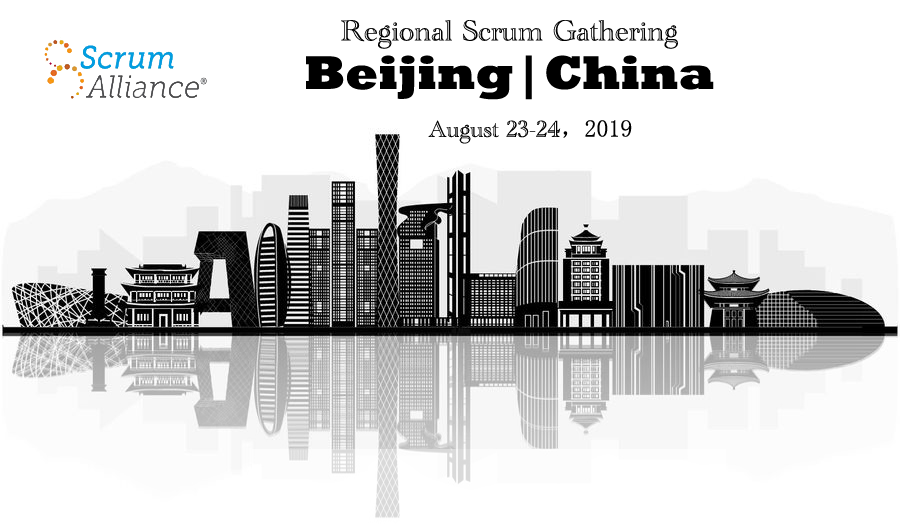 Scrum
Alliance®
Regional Scrum Gathering
Beijing|China
August 23-24，2019